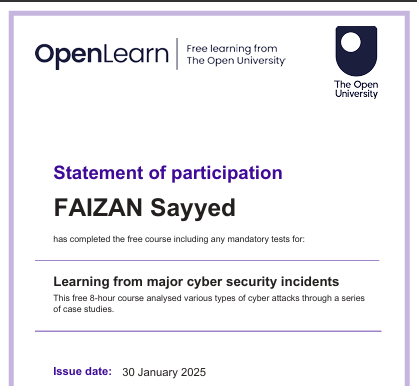 OpenLearn
Free learning from
The Open University
The Open
University
Statement of participation
FAIZAN Sayyed
has completed the free course including any mandatory tests for:
Learning from major cyber security incidents
This free 8-hour course analysed various types of cyber attacks through a series
of case studies.
Issue date: 30 January 2025